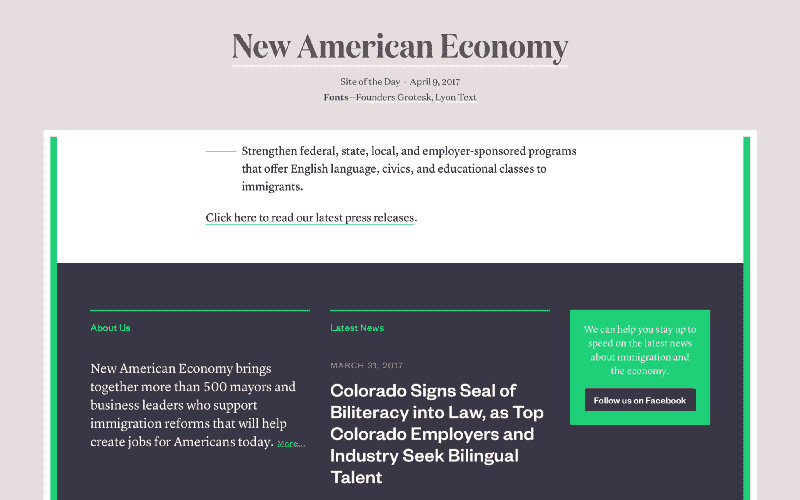 New American Economy
Site of the Day - April 9, 2017
Fonts—Founders Grotesk, Lyon Text
Strengthen federal, state, local, and employer-sponsored programs
that offer English language, civics, and educational classes to
immigrants.
Click here to read our latest press releases.
About Us
New American Economy brings
together more than 500 mayors and
business leaders who support
immigration reforms that will help
create jobs for Americans today. More...
Latest News
MARCH 31, 2017
Colorado Signs Seal of
Biliteracy into Law, as Top
Colorado Employers and
Industry Seek Bilingual
Talent
We can help you stay up to
speed on the latest news
about immigration and
the economy.
Follow us on Facebook